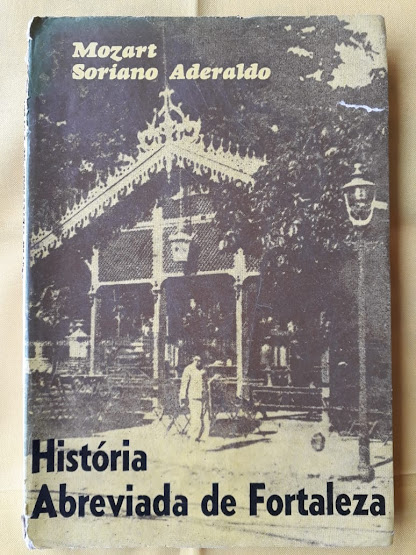 Mozart
Soriano Aderaldo
História
Abreviada de Fortaleza